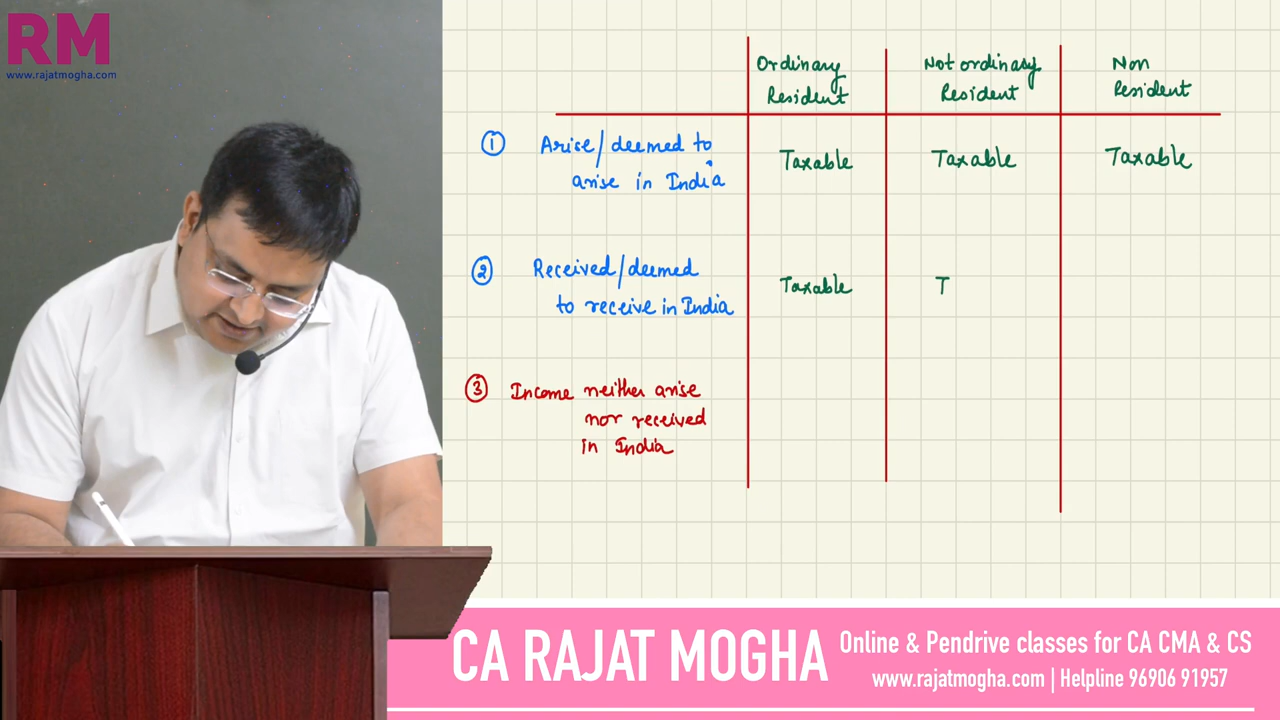 RM
www.rajatmogha.com
Ordinary
Resident
Not ordinary
Resident
Non
Resident
① Arise/deemed to
arise in India
Taxable
Taxable
Taxable
② Received/deemed
to receive in India
Taxable
T
③ Income neither arise
nor received
in India
CA RAJAT MOGHA
Online & Pendrive classes for CA CMA & CS
www.rajatmogha.com | Helpline 96906 91957